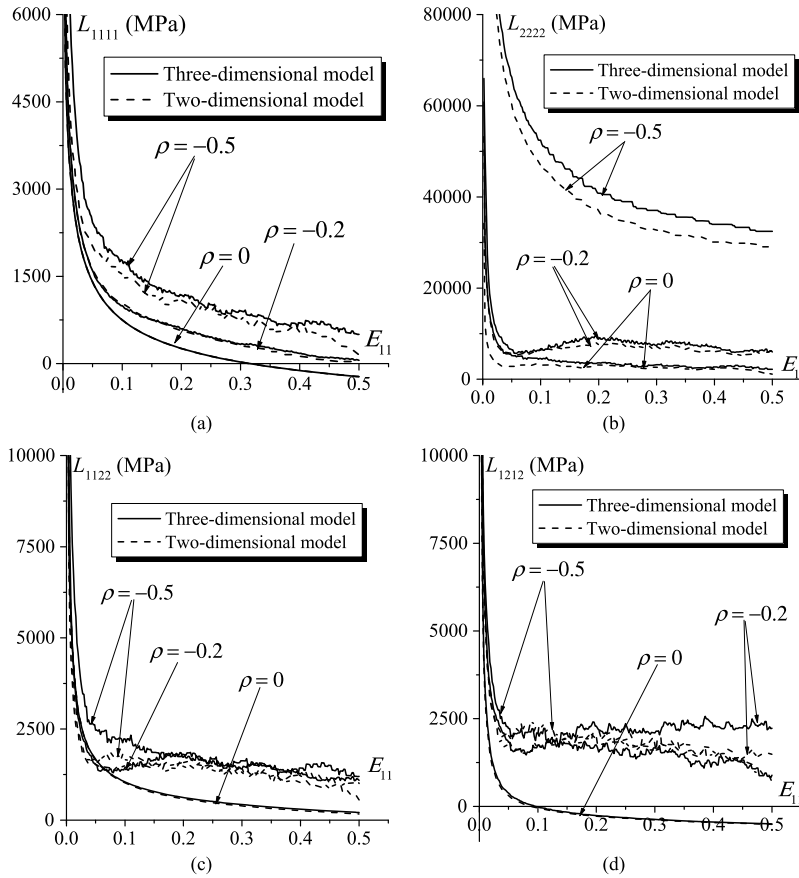 L1111 (MPa)
6000
4500
3000
1500
0
Three-dimensional model
Two-dimensional model
ρ = −0.5
ρ = 0
ρ = −0.2
E11
0.0 0.1 0.2 0.3 0.4 0.5
(a)
L2222 (MPa)
80000
60000
40000
20000
0
Three-dimensional model
Two-dimensional model
ρ = −0.5
ρ = −0.2
ρ = 0
E1
0.0 0.1 0.2 0.3 0.4 0.5
(b)
L1122 (MPa)
10000
7500
5000
2500
0
Three-dimensional model
Two-dimensional model
ρ = −0.5
ρ = −0.2
ρ = 0
E11
0.0 0.1 0.2 0.3 0.4 0.5
(c)
L1212 (MPa)
10000
7500
5000
2500
0
Three-dimensional model
Two-dimensional model
ρ = −0.5
ρ = −0.2
ρ = 0
E1
0.0 0.1 0.2 0.3 0.4 0.5
(d)